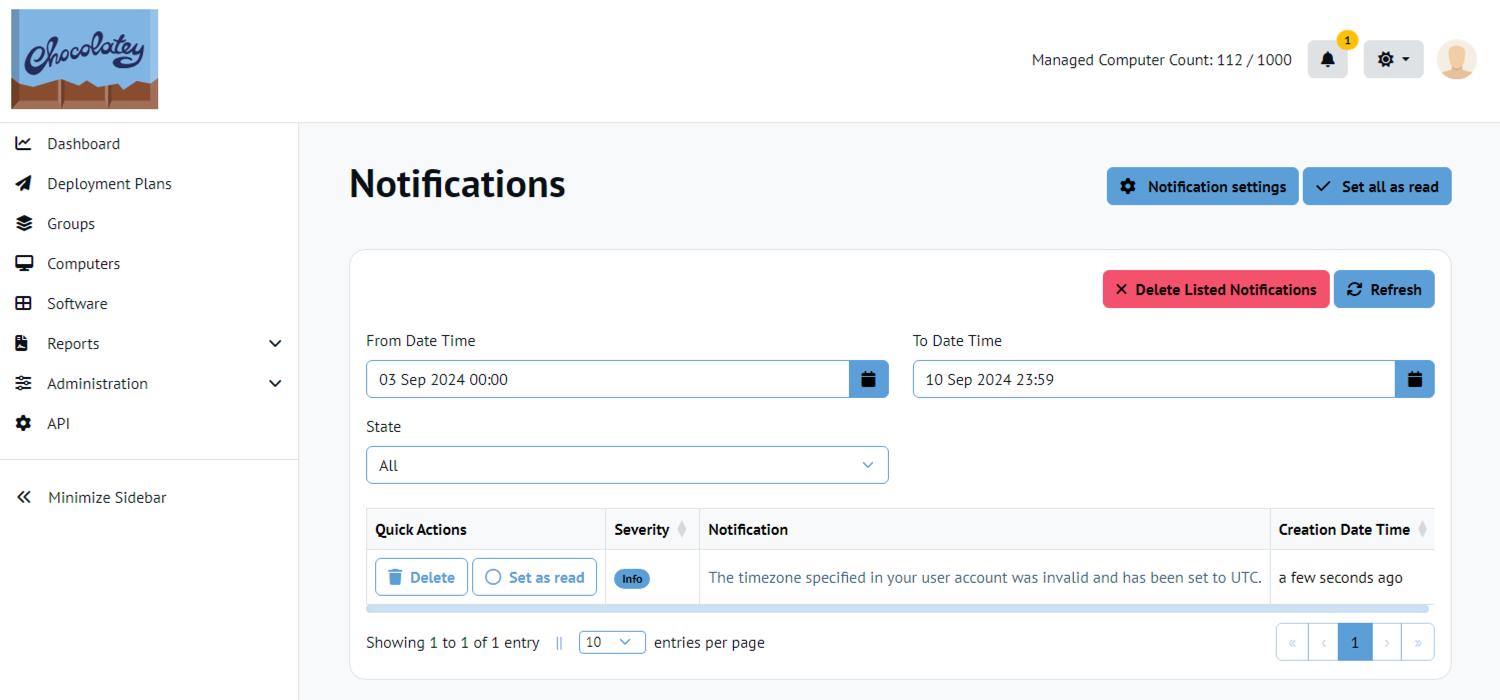 Chocolatey
Managed Computer Count: 112 / 1000
1
Dashboard
Deployment Plans
Groups
Computers
Software
Reports
Administration
API
Minimize Sidebar
Notifications
Notification settings
Set all as read
Delete Listed Notifications
Refresh
From Date Time
To Date Time
03 Sep 2024 00:00
10 Sep 2024 23:59
State
All
Quick Actions Severity Notification Creation Date Time
Delete Set as read Info The timezone specified in your user account was invalid and has been set to UTC. a few seconds ago
Showing 1 to 1 of 1 entry || 10 entries per page
« ‹ 1 › »